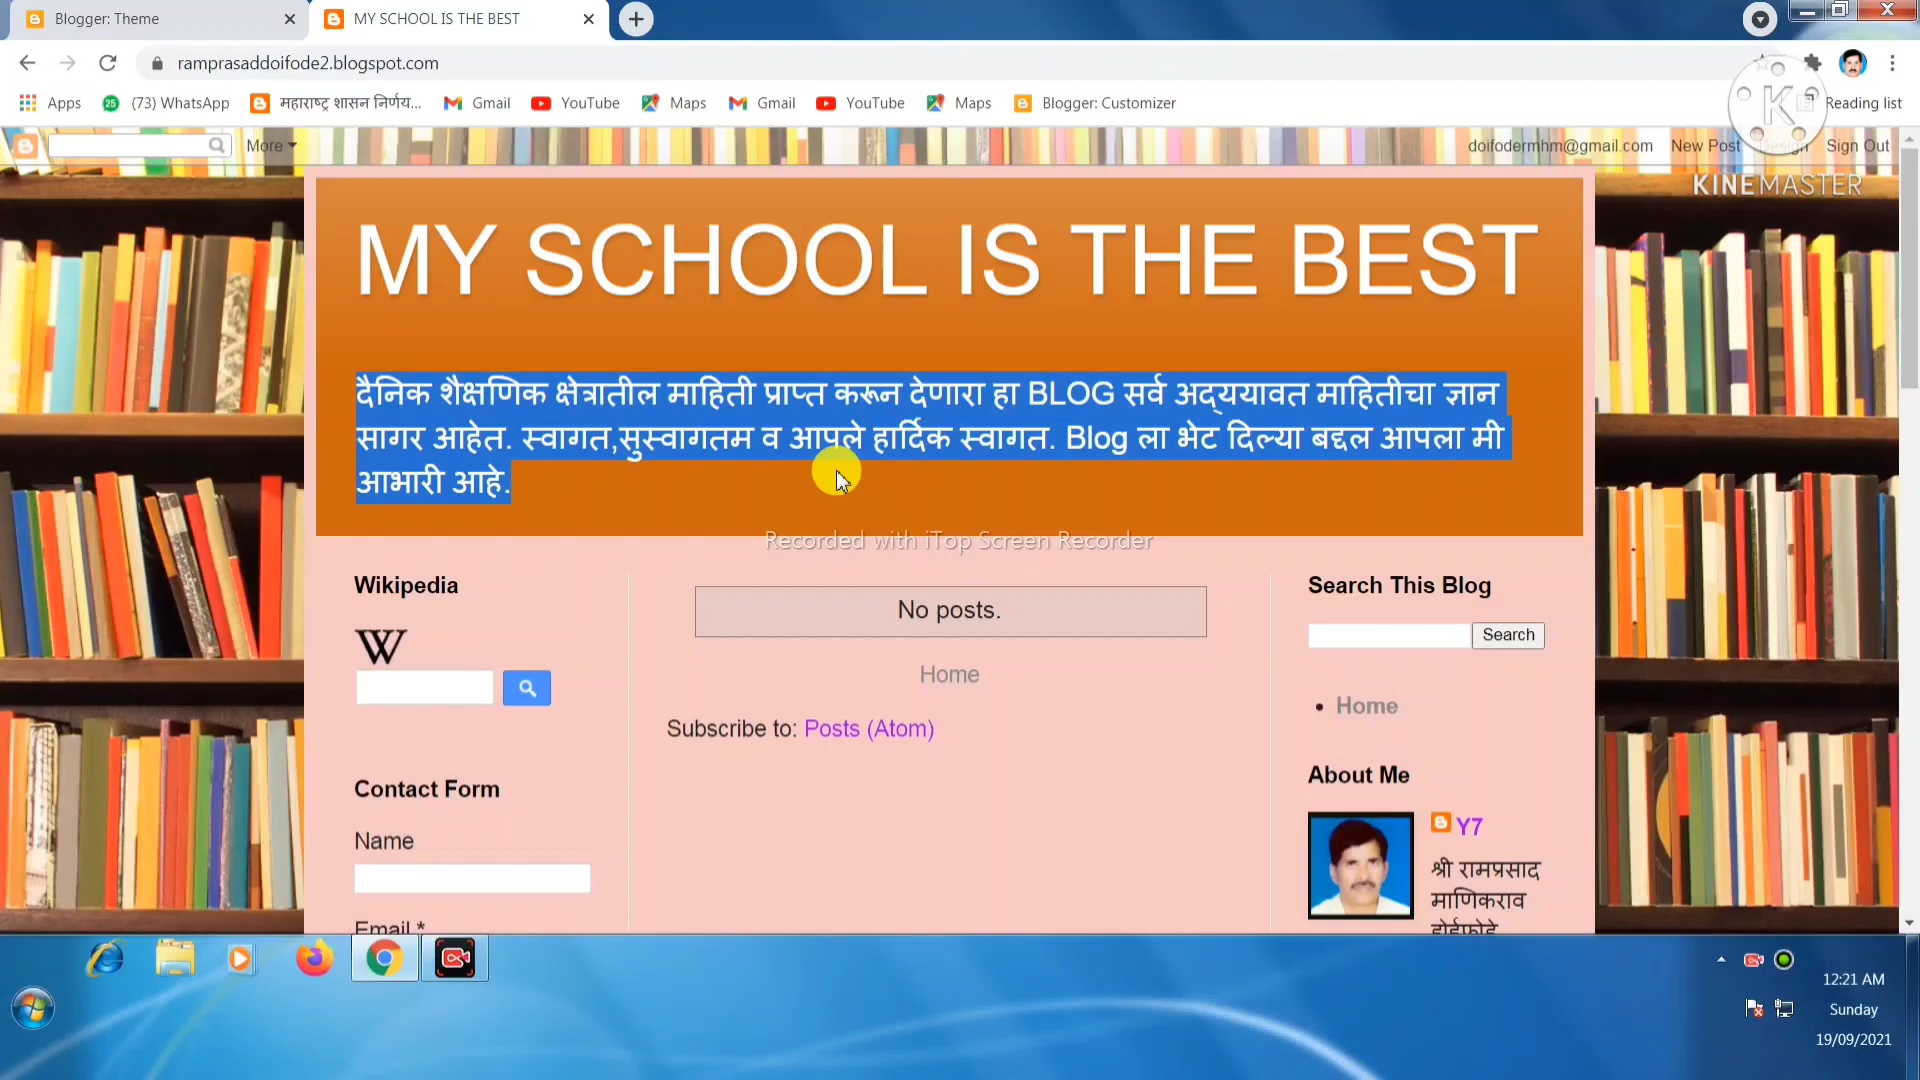 Blogger: Theme
MY SCHOOL IS THE BEST
ramprasaddoifode2.blogspot.com
Apps
(73) WhatsApp
महाराष्ट्र शासन निर्णय...
Gmail
YouTube
Maps
Gmail
YouTube
Maps
Blogger: Customizer
Reading list
More
doifodermhm@gmail.com
New Post
Design
Sign Out
KINEMASTER
MY SCHOOL IS THE BEST
दैनिक शैक्षणिक क्षेत्रातील माहिती प्राप्त करून देणारा हा BLOG सर्व अद्ययावत माहितीचा ज्ञान
सागर आहेत. स्वागत,सुस्वागतम व आपले हार्दिक स्वागत. Blog ला भेट दिल्या बद्दल आपला मी
आभारी आहे.
Recorded with iTop Screen Recorder
Wikipedia
W
No posts.
Home
Subscribe to: Posts (Atom)
Search This Blog
Search
Home
About Me
Y7
श्री रामप्रसाद
माणिकराव
डोईफोडे
Contact Form
Name
Email *
12:21 AM
Sunday
19/09/2021